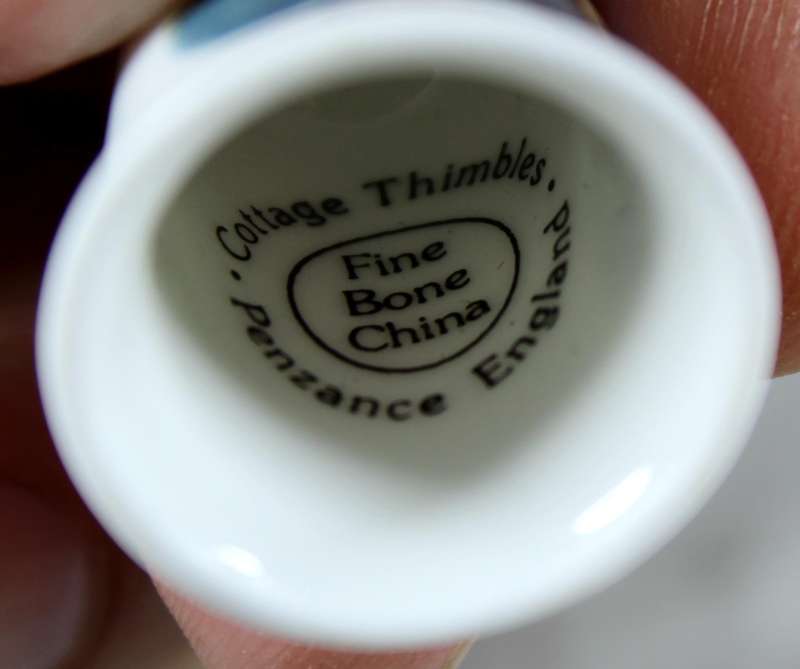 · Cottage Thimbles ·
Fine
Bone
China
Penzance England